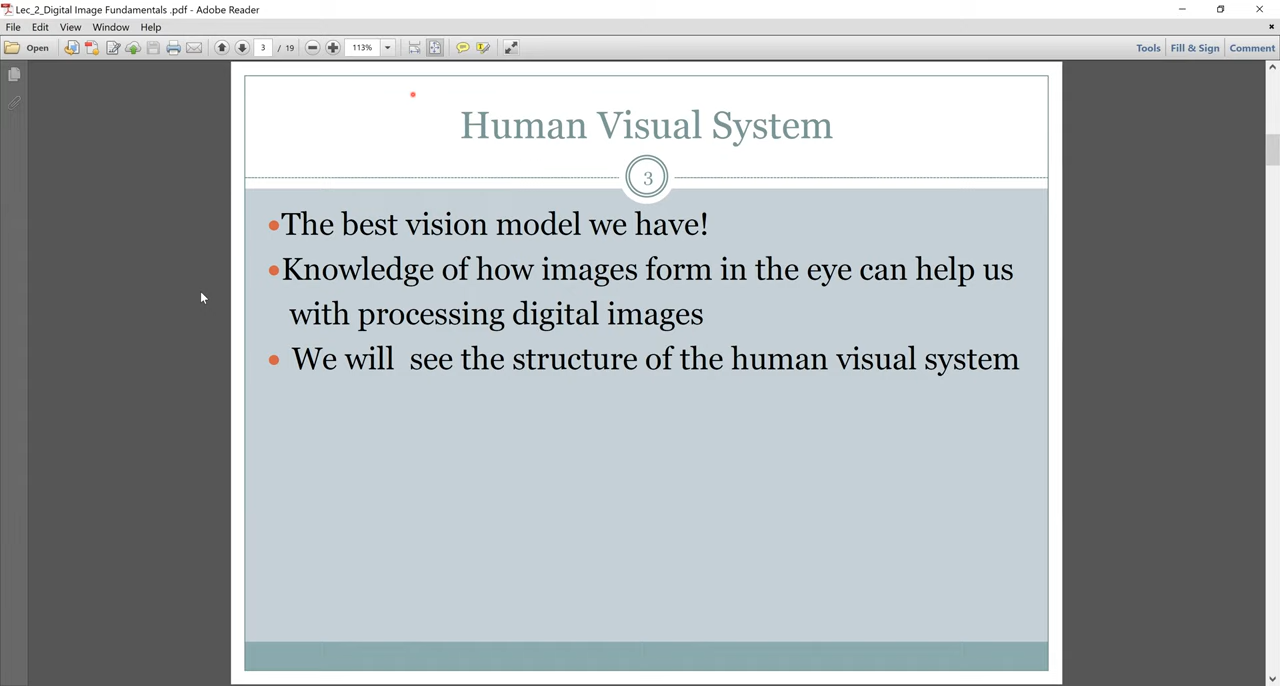 Lec_2_Digital Image Fundamentals .pdf - Adobe Reader
File Edit View Window Help
Open 3 / 19 113% Tools Fill & Sign Comment
Human Visual System
3
•The best vision model we have!
•Knowledge of how images form in the eye can help us
with processing digital images
• We will see the structure of the human visual system